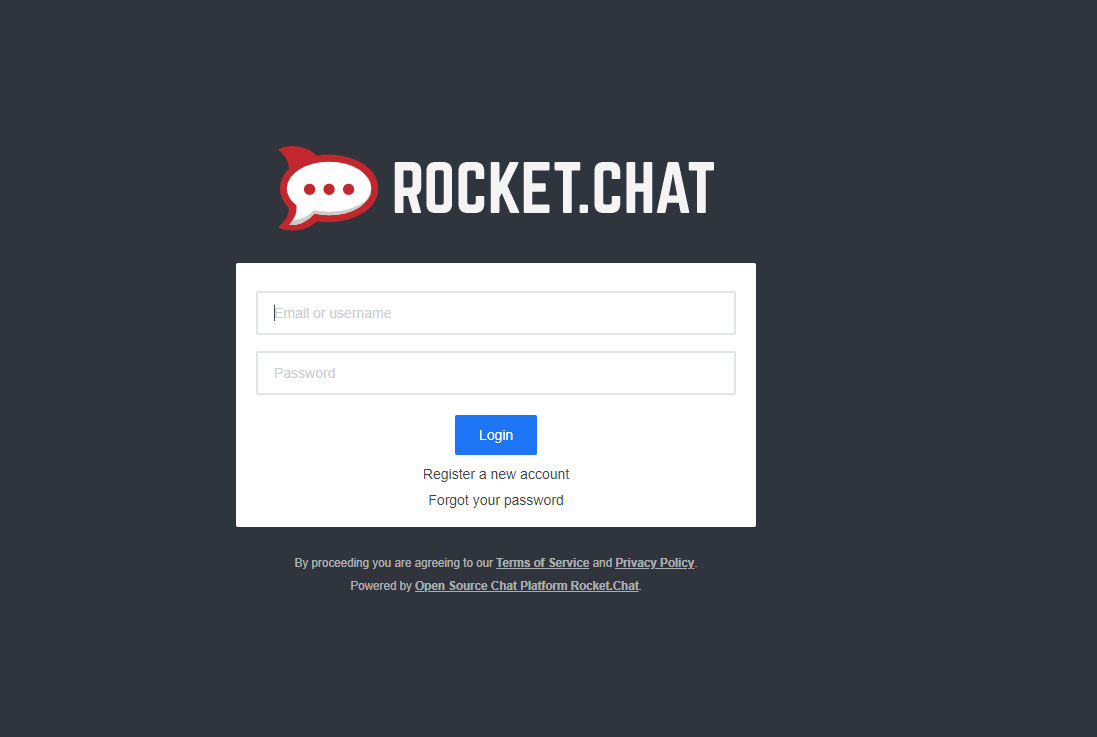 ROCKET.CHAT
Email or username
Password
Login
Register a new account
Forgot your password
By proceeding you are agreeing to our Terms of Service and Privacy Policy.
Powered by Open Source Chat Platform Rocket.Chat.